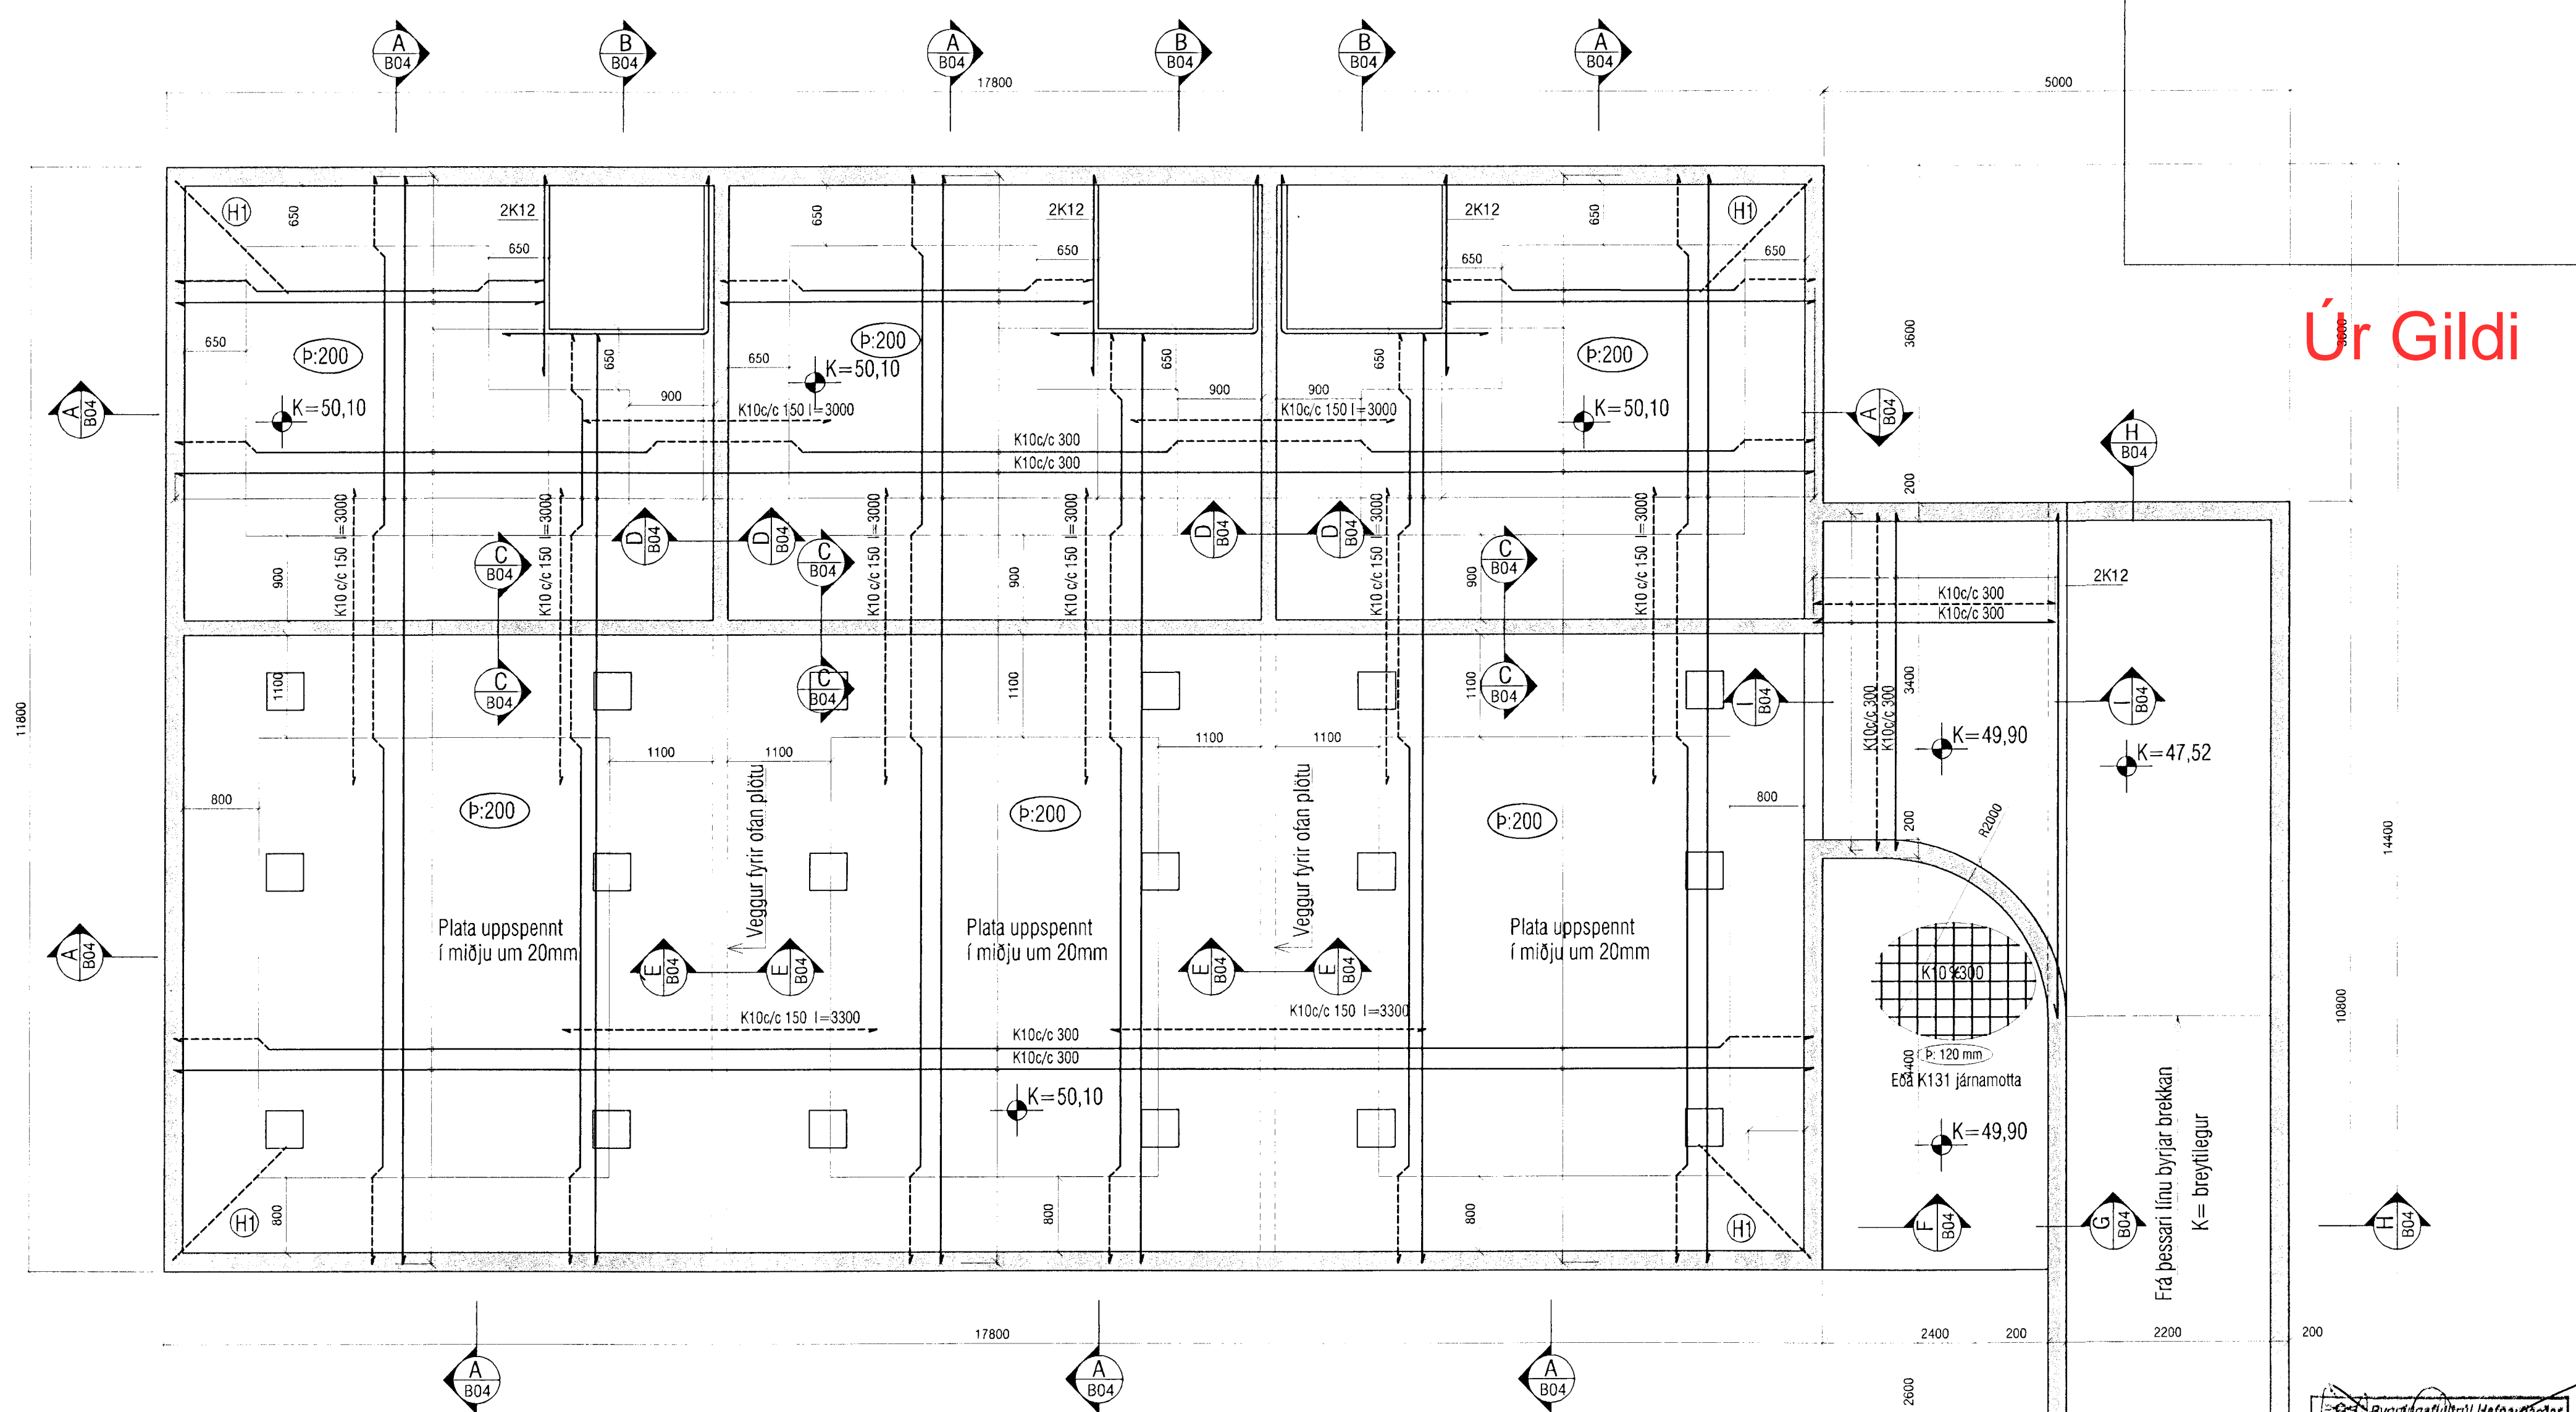 A
B04
B
B04
A
B04
B
B04
B
B04
A
B04
17800
5000
Úr Gildi
H1
650
2K12
650
650
2K12
650
2K12
650
650
H1
650
650
Þ:200
650
K=50,10
650
Þ:200
650
K=50,10
650
650
Þ:200
K=50,10
3600
3600
A
B04
900
K10c/c 150 l=3000
900
900
K10c/c 150 l=3000
A
B04
H
B04
K10c/c 300
K10c/c 300
200
K10 c/c 150 l=3000
K10 c/c 150 l=3000
K10 c/c 150 l=3000
K10 c/c 150 l=3000
K10 c/c 150 l=3000
K10 c/c 150 l=3000
D
B04
D
B04
D
B04
D
B04
C
B04
C
B04
C
B04
900
900
900
2K12
K10c/c 300
K10c/c 300
1100
1100
1100
C
B04
C
B04
C
B04
I
B04
I
B04
K10c/c 300
K10c/c 300
3400
11800
1100
1100
1100
1100
K=49,90
K=47,52
800
Þ:200
Veggur fyrir ofan plötu
Þ:200
Veggur fyrir ofan plötu
Þ:200
800
200
R2000
14400
Plata uppspennt
í miðju um 20mm
Plata uppspennt
í miðju um 20mm
Plata uppspennt
í miðju um 20mm
A
B04
E
B04
E
B04
E
B04
E
B04
K10%300
K10c/c 150 l=3300
K10c/c 150 l=3300
K10c/c 300
K10c/c 300
10800
Þ: 120 mm
Eða K131 járnamotta
K=50,10
K=49,90
Frá þessari línu byrjar brekkan
K= breytilegur
H1
800
800
800
H1
F
B04
G
B04
H
B04
17800
2400
200
2200
200
A
B04
A
B04
A
B04
2600